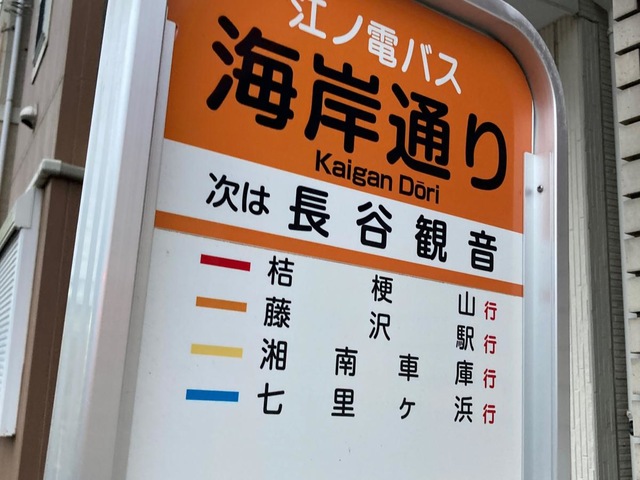 江ノ電バス
海岸通り
Kaigan Dōri
次は 長谷観音
桔梗山行
藤沢駅行
湘南車庫行
七里ヶ浜行